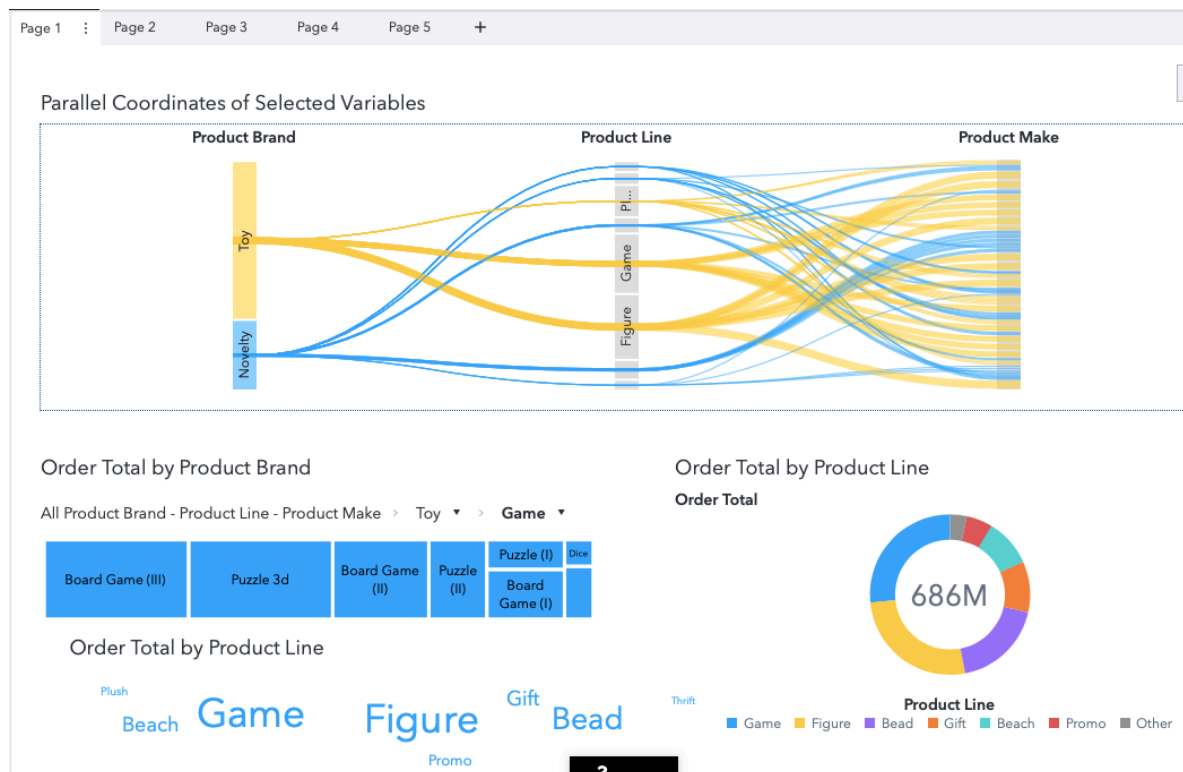 Page 1 Page 2 Page 3 Page 4 Page 5 +
Parallel Coordinates of Selected Variables
Product Brand Product Line Product Make
Toy
Novelty
Pl...
Game
Figure
Order Total by Product Brand
All Product Brand - Product Line - Product Make > Toy ▼ > Game ▼
Board Game (III)
Puzzle 3d
Board Game
(II)
Puzzle
(II)
Puzzle (I)
Board
Game (I)
Dice
Order Total by Product Line
Plush
Beach
Game
Figure
Promo
Gift
Bead
Thrift
Order Total by Product Line
Order Total
686M
Product Line
Game Figure Bead Gift Beach Promo Other